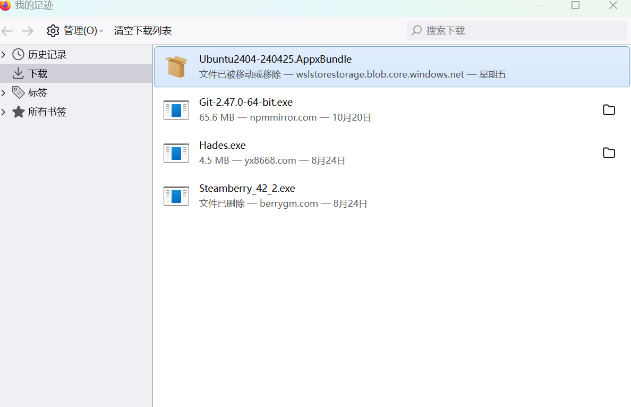 我的足迹
管理(O)
清空下载列表
搜索下载
历史记录
下载
标签
所有书签
Ubuntu2404-240425.AppxBundle
文件已被移动或移除 — wslstorestorage.blob.core.windows.net — 星期五
Git-2.47.0-64-bit.exe
65.6 MB — npmmirror.com — 10月20日
Hades.exe
4.5 MB — yx8668.com — 8月24日
Steamberry_42_2.exe
文件已删除 — berrygm.com — 8月24日